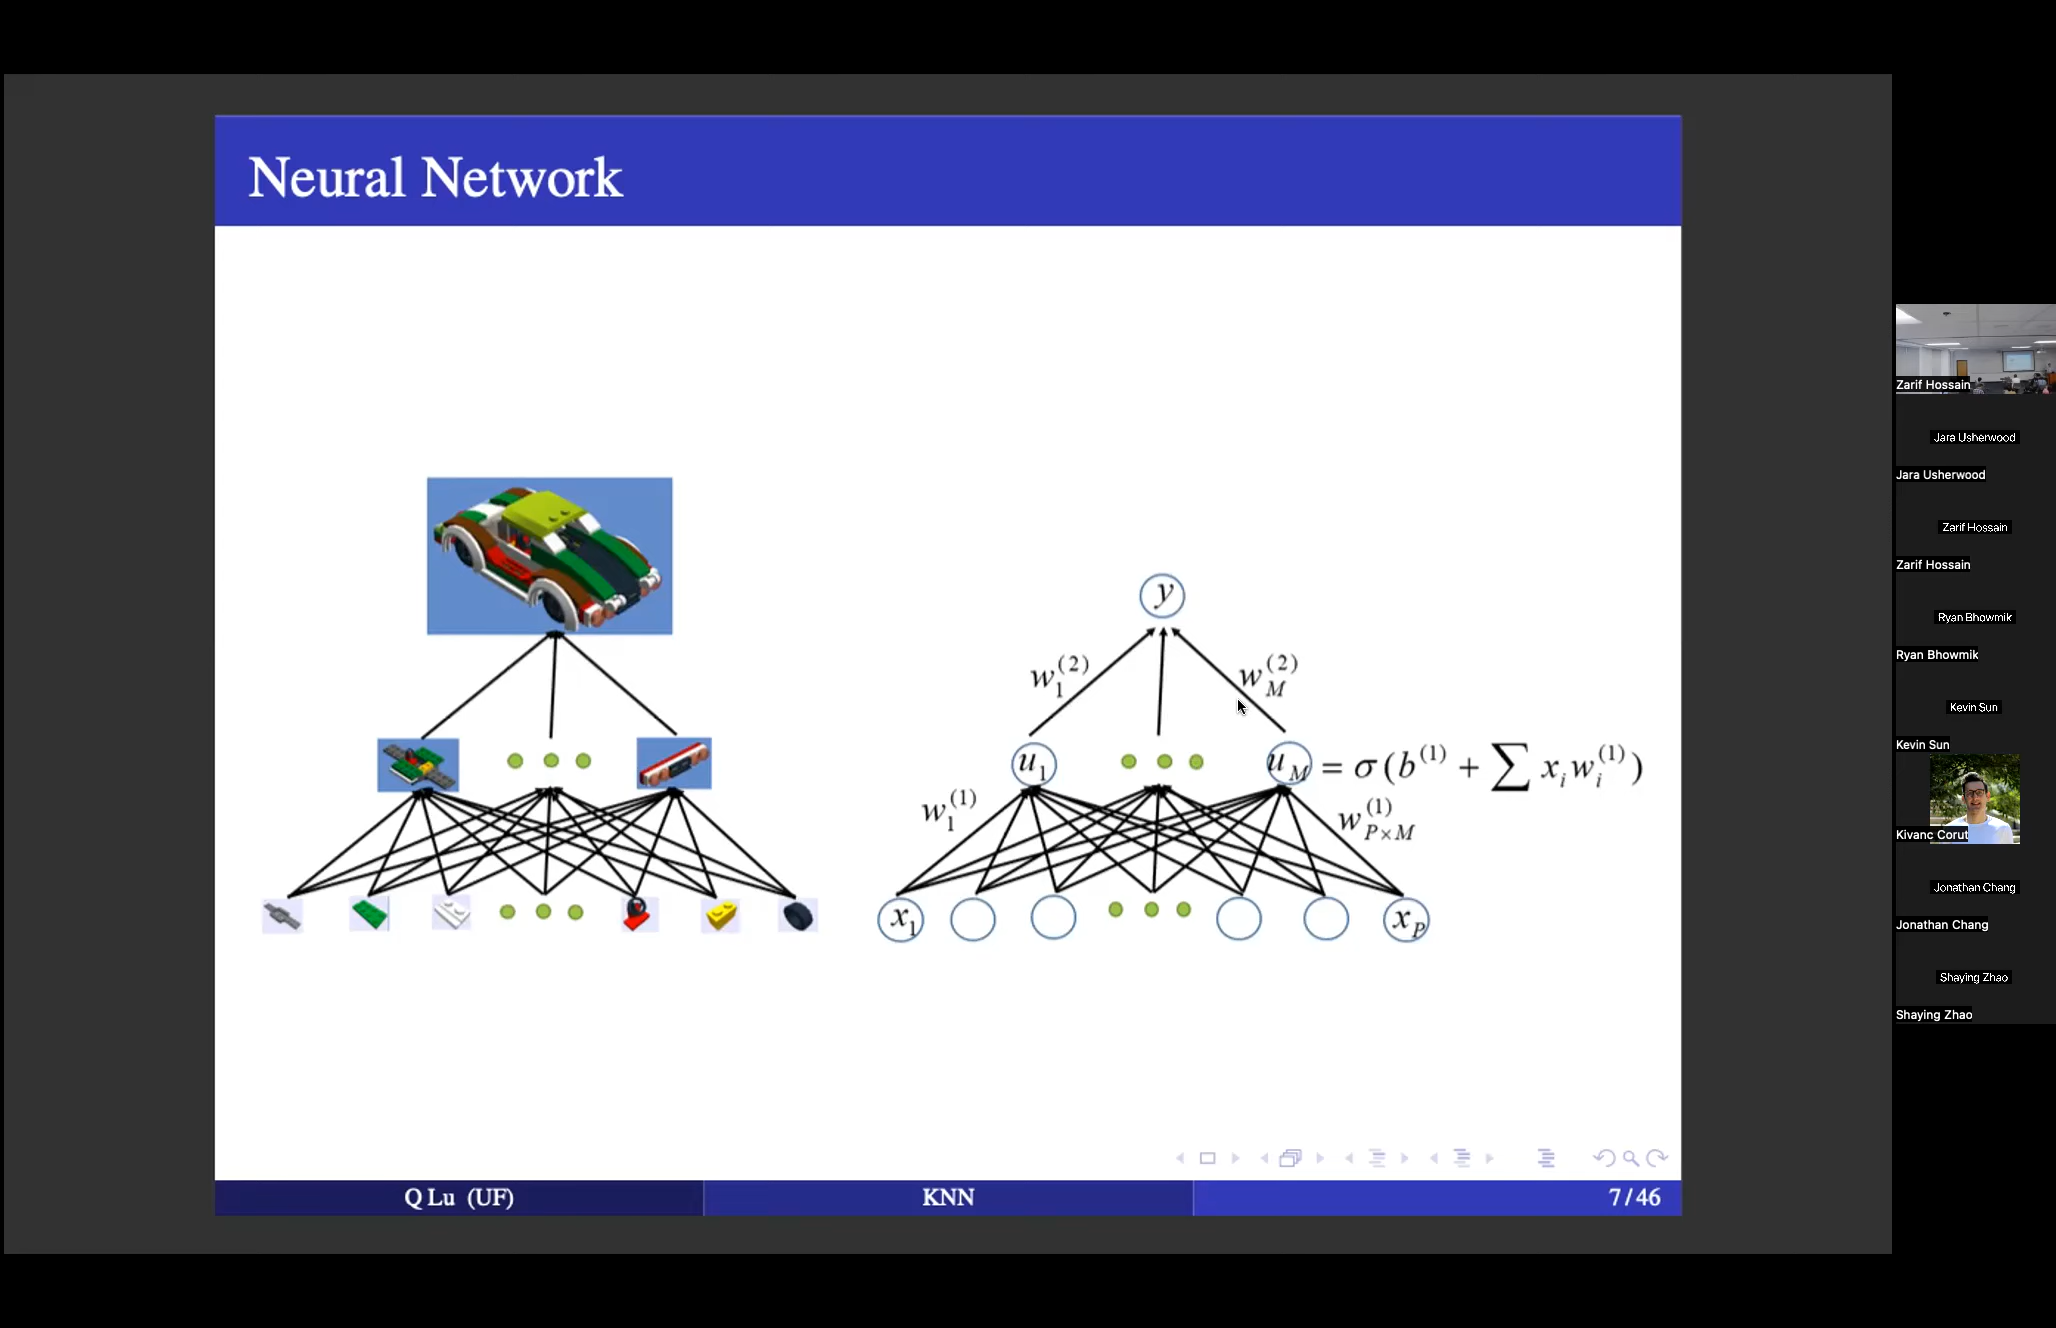 Neural Network
y
w_1^{(2)}
w_M^{(2)}
u_1
u_M = σ(b^{(1)} + ∑ x_i w_i^{(1)})
w_1^{(1)}
w_{P×M}^{(1)}
x_1
x_P
Q Lu (UF)
KNN
7 / 46
Zarif Hossain
Jara Usherwood
Jara Usherwood
Zarif Hossain
Zarif Hossain
Ryan Bhowmik
Ryan Bhowmik
Kevin Sun
Kevin Sun
Kivanc Corut
Jonathan Chang
Jonathan Chang
Shaying Zhao
Shaying Zhao